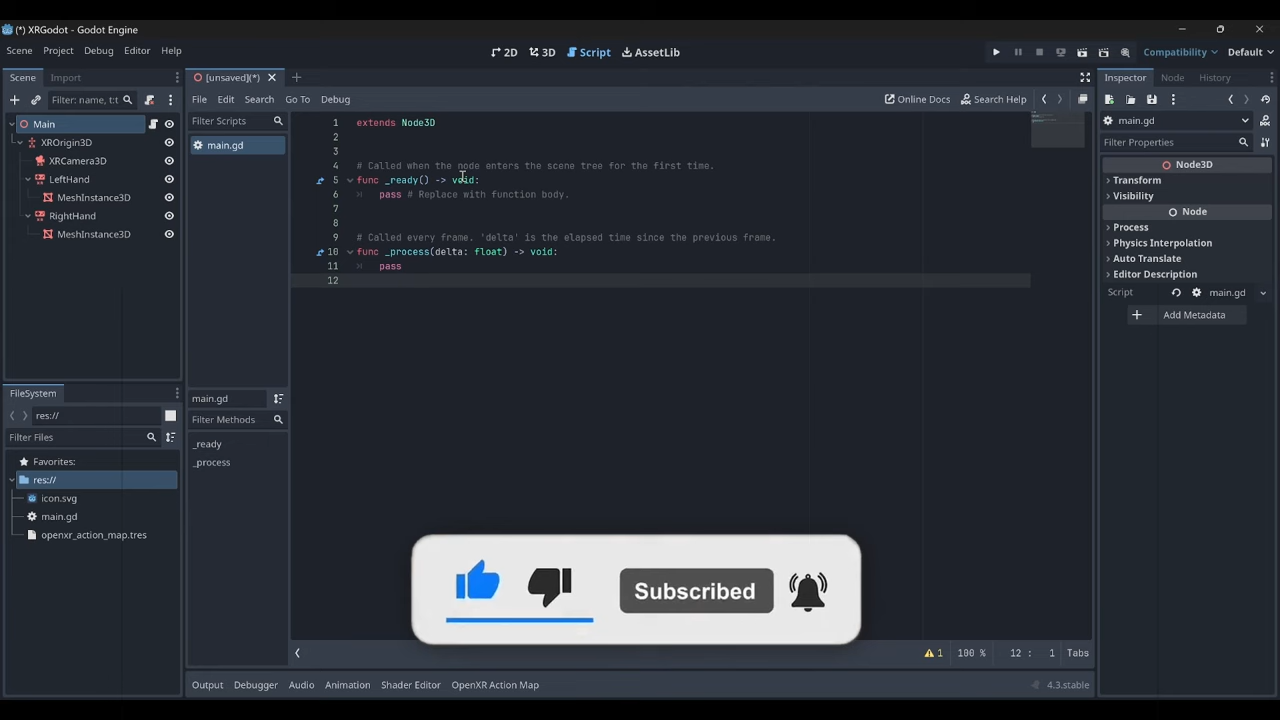 (*) XRGodot - Godot Engine
Scene Project Debug Editor Help
2D 3D Script AssetLib
Compatibility Default
Scene Import
Filter: name, t:t
Main
XROrigin3D
XRCamera3D
LeftHand
MeshInstance3D
RightHand
MeshInstance3D
FileSystem
res://
Filter Files
Favorites:
res://
icon.svg
main.gd
openxr_action_map.tres
[unsaved](*)
File Edit Search Go To Debug
Online Docs Search Help
Filter Scripts
main.gd
main.gd
Filter Methods
_ready
_process
1 extends Node3D
2
3
4 # Called when the node enters the scene tree for the first time.
5 func _ready() -> void:
6 pass # Replace with function body.
7
8
9 # Called every frame. 'delta' is the elapsed time since the previous frame.
10 func _process(delta: float) -> void:
11 pass
12
Subscribed
1 100 % 12 : 1 Tabs
Output Debugger Audio Animation Shader Editor OpenXR Action Map
4.3.stable
Inspector Node History
main.gd
Filter Properties
Node3D
Transform
Visibility
Node
Process
Physics Interpolation
Auto Translate
Editor Description
Script main.gd
Add Metadata